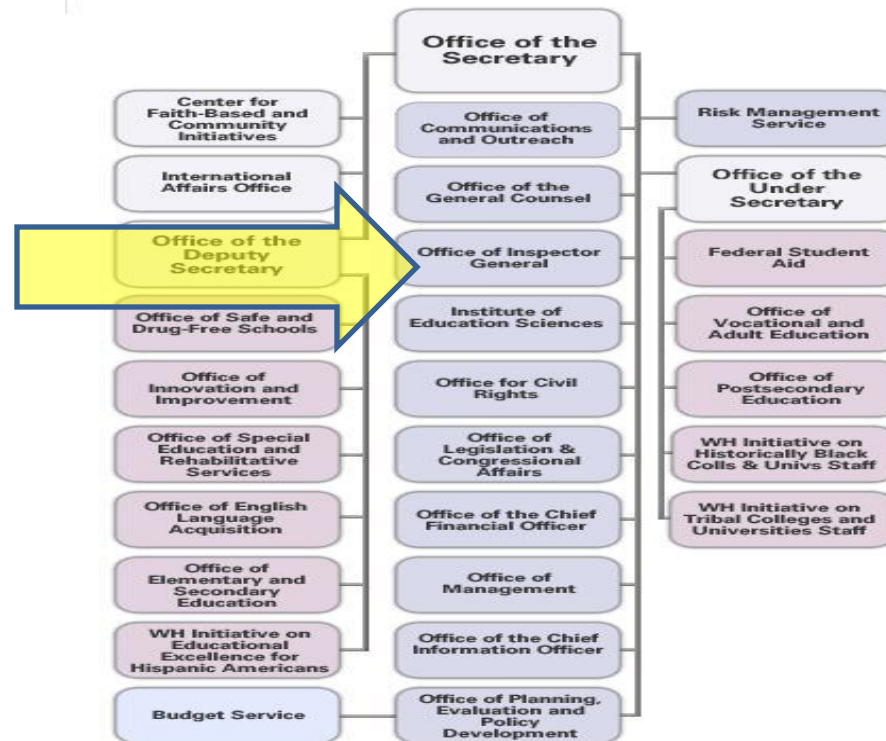 Office of the
Secretary
Center for
Faith-Based and
Community
Initiatives
International
Affairs Office
Office of the
Deputy
Secretary
Office of Safe and
Drug-Free Schools
Office of
Innovation and
Improvement
Office of Special
Education and
Rehabilitative
Services
Office of English
Language
Acquisition
Office of
Elementary and
Secondary
Education
WH Initiative on
Educational
Excellence for
Hispanic Americans
Budget Service
Office of
Communications
and Outreach
Office of the
General Counsel
Office of Inspector
General
Institute of
Education Sciences
Office for Civil
Rights
Office of
Legislation &
Congressional
Affairs
Office of the Chief
Financial Officer
Office of
Management
Office of the Chief
Information Officer
Office of Planning,
Evaluation and
Policy
Development
Risk Management
Service
Office of the
Under
Secretary
Federal Student
Aid
Office of
Vocational and
Adult Education
Office of
Postsecondary
Education
WH Initiative on
Historically Black
Colls & Univs Staff
WH Initiative on
Tribal Colleges and
Universities Staff